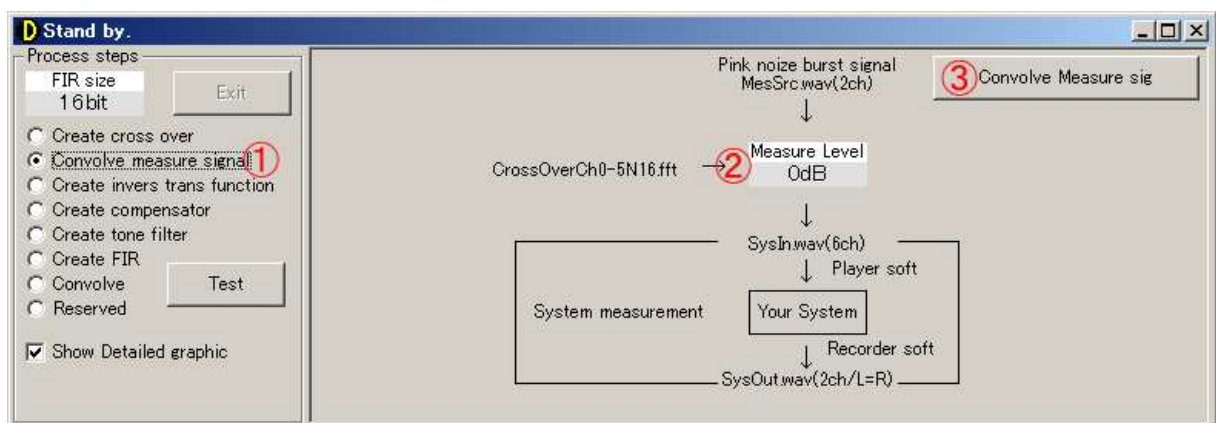 D Stand by.
Process steps
FIR size
16bit
Exit
Create cross over
Convolve measure signal ①
Create invers trans function
Create compensator
Create tone filter
Create FIR
Convolve
Test
Reserved
Show Detailed graphic
Pink noize burst signal
MesSrc.wav(2ch)
↓
③ Convolve Measure sig
CrossOverCh0-5N16.fft → ② Measure Level
0dB
↓
SysIn.wav(6ch)
↓ Player soft
System measurement
Your System
↓ Recorder soft
SysOut.wav(2ch/L=R)